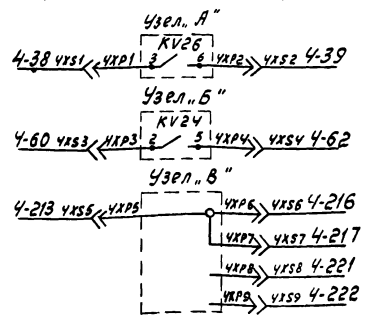 Узел „А"
KV26
4-38 4XS1 4XP1 3 6 4XP2 4XS2 4-39
Узел „Б"
KV24
4-60 4XS3 4XP3 2 5 4XP4 4XS4 4-62
Узел „В"
4-213 4XS5 4XP5 4XP6 4XS6 4-216
4XP7 4XS7 4-217
4XP8 4XS8 4-221
4XP9 4XS9 4-222